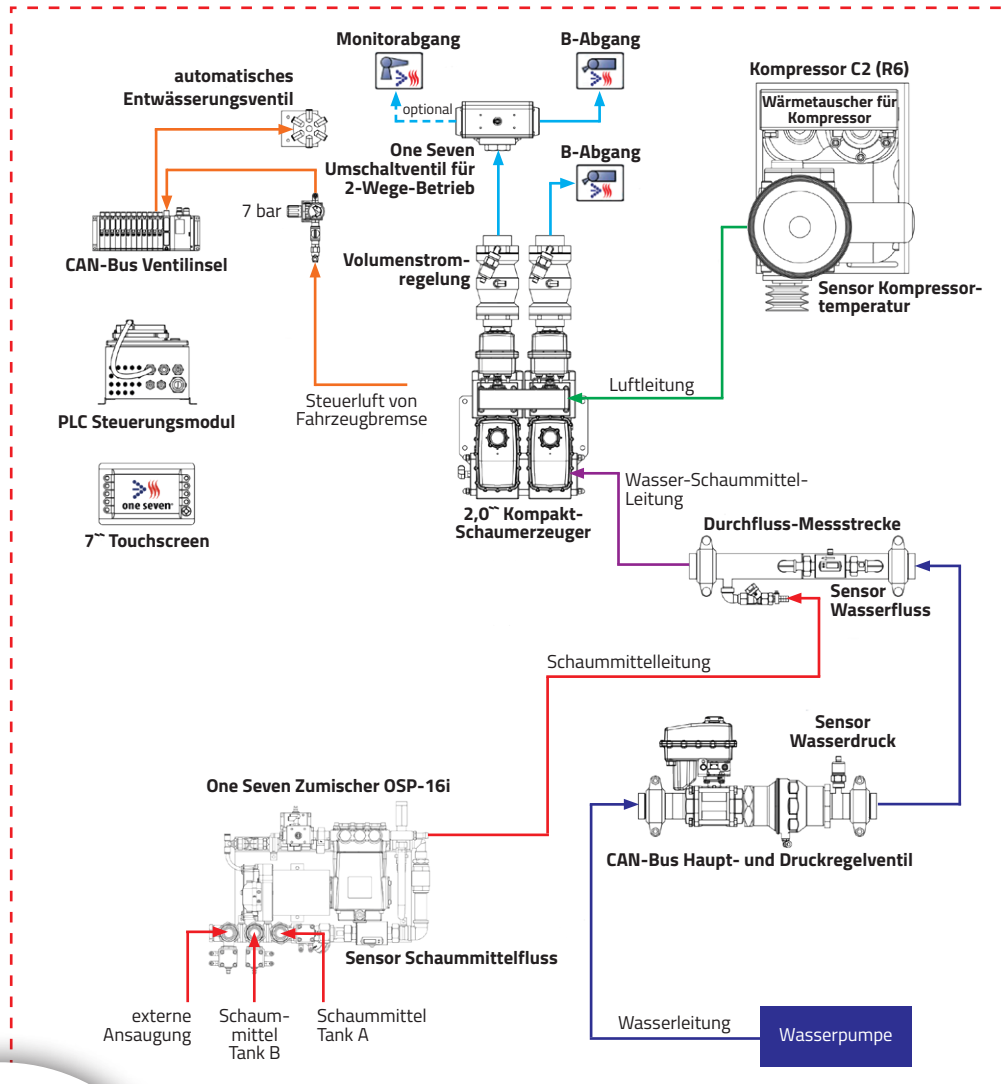 Monitorabgang
B-Abgang
Kompressor C2 (R6)
automatisches
Entwässerungsventil
Wärmetauscher für
Kompressor
optional
One Seven
Umschaltventil für
2-Wege-Betrieb
B-Abgang
7 bar
CAN-Bus Ventilinsel
Volumenstrom-
regelung
Sensor Kompressor-
temperatur
Luftleitung
Steuerluft von
Fahrzeugbremse
PLC Steuerungsmodul
Wasser-Schaummittel-
Leitung
one seven
7˜˜ Touchscreen
2,0˜˜ Kompakt-
Schaumerzeuger
Durchfluss-Messstrecke
Sensor
Wasserfluss
Schaummittelleitung
Sensor
Wasserdruck
One Seven Zumischer OSP-16i
CAN-Bus Haupt- und Druckregelventil
Sensor Schaummittelfluss
externe
Ansaugung
Schaum-
mittel
Tank B
Schaummittel
Tank A
Wasserleitung
Wasserpumpe